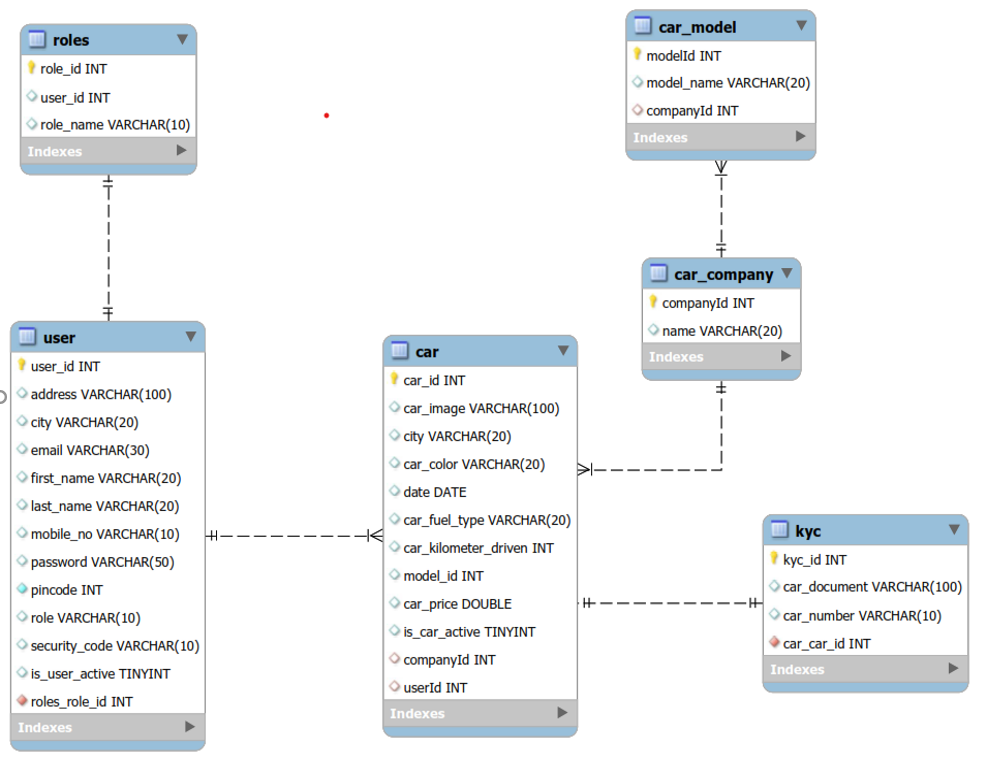 roles
role_id INT
user_id INT
role_name VARCHAR(10)
Indexes
car_model
modelId INT
model_name VARCHAR(20)
companyId INT
Indexes
car_company
companyId INT
name VARCHAR(20)
Indexes
user
user_id INT
address VARCHAR(100)
city VARCHAR(20)
email VARCHAR(30)
first_name VARCHAR(20)
last_name VARCHAR(20)
mobile_no VARCHAR(10)
password VARCHAR(50)
pincode INT
role VARCHAR(10)
security_code VARCHAR(10)
is_user_active TINYINT
roles_role_id INT
Indexes
car
car_id INT
car_image VARCHAR(100)
city VARCHAR(20)
car_color VARCHAR(20)
date DATE
car_fuel_type VARCHAR(20)
car_kilometer_driven INT
model_id INT
car_price DOUBLE
is_car_active TINYINT
companyId INT
userId INT
Indexes
kyc
kyc_id INT
car_document VARCHAR(100)
car_number VARCHAR(10)
car_car_id INT
Indexes